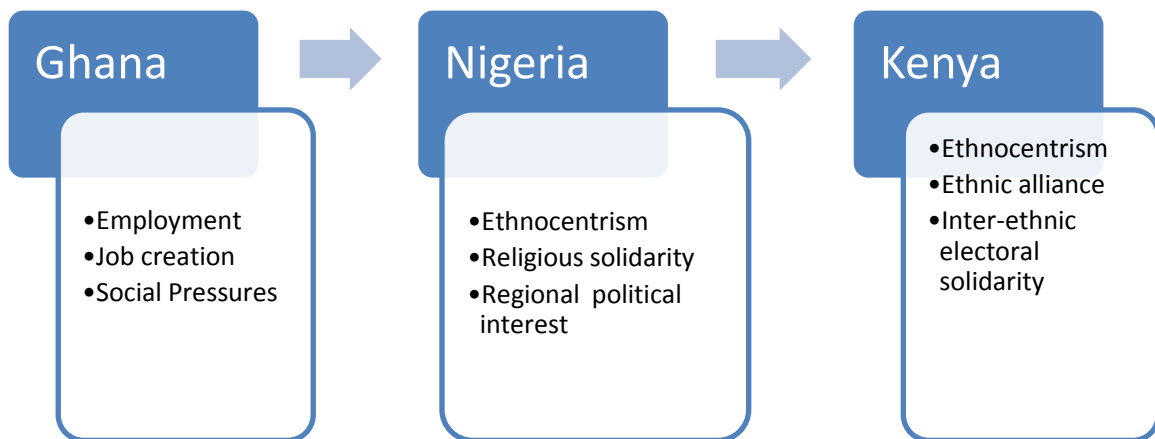 Ghana
•Employment
•Job creation
•Social Pressures
Nigeria
•Ethnocentrism
•Religious solidarity
•Regional political
interest
Kenya
•Ethnocentrism
•Ethnic alliance
•Inter-ethnic
electoral
solidarity